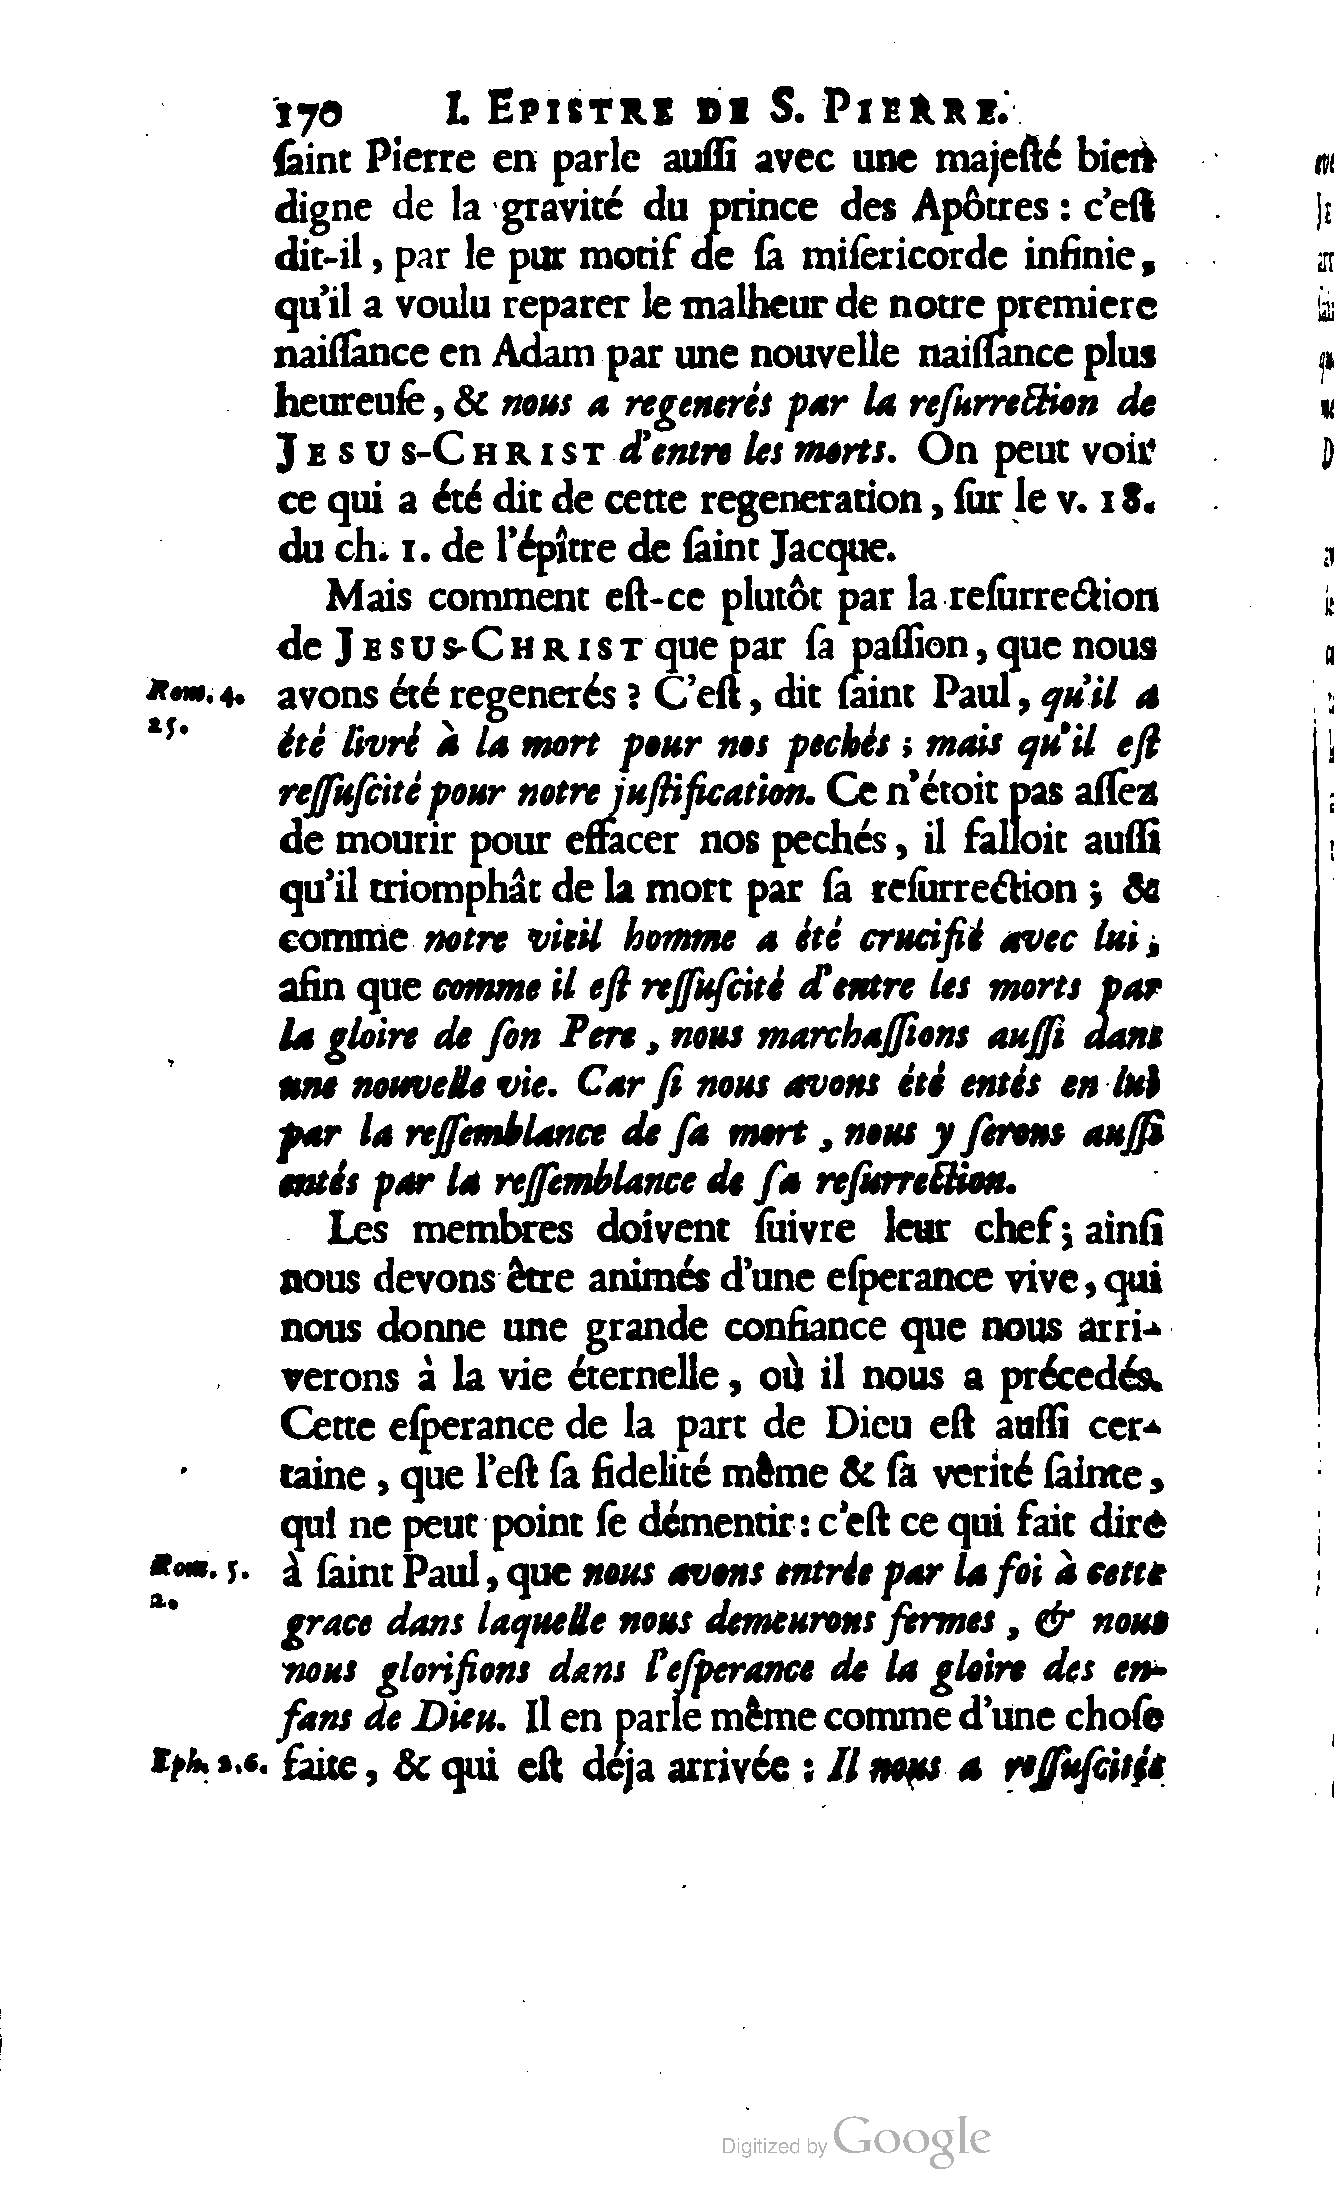 170 I. EPISTRE DE S. PIERRE.
ſaint Pierre en parle auſſi avec une majeſté bien
digne de la gravité du prince des Apôtres : c'eſt
dit-il, par le pur motif de ſa miſericorde infinie,
qu'il a voulu reparer le malheur de notre premiere
naiſſance en Adam par une nouvelle naiſſance plus
heureuſe, & nous a regenerés par la reſurrection de
JESUS-CHRIST d'entre les morts. On peut voir
ce qui a été dit de cette regeneration, ſur le v. 18.
du ch. 1. de l'épître de ſaint Jacque.
Mais comment eſt-ce plutôt par la reſurrection
de JESUS-CHRIST que par ſa paſſion, que nous
Rom. 4. avons été regenerés ? C'eſt, dit ſaint Paul, qu'il a
25. été livré à la mort pour nos pechés ; mais qu'il eſt
reſſuſcité pour notre juſtification. Ce n'étoit pas aſſez
de mourir pour effacer nos pechés, il falloit auſſi
qu'il triomphât de la mort par ſa reſurrection ; &
comme notre vieil homme a été crucifié avec lui,
afin que comme il eſt reſſuſcité d'entre les morts par
la gloire de ſon Pere, nous marchaſſions auſſi dans
une nouvelle vie. Car ſi nous avons été entés en lui
par la reſſemblance de ſa mort, nous y ſerons auſſi
entés par la reſſemblance de ſa reſurrection.
Les membres doivent ſuivre leur chef ; ainſi
nous devons être animés d'une eſperance vive, qui
nous donne une grande confiance que nous arri-
verons à la vie éternelle, où il nous a précedés.
Cette eſperance de la part de Dieu eſt auſſi cer-
taine, que l'eſt ſa fidelité même & ſa verité ſainte,
qui ne peut point ſe démentir : c'eſt ce qui fait dire
Rom. 5. à ſaint Paul, que nous avons entrée par la foi à cette
2. grace dans laquelle nous demeurons fermes, & nous
nous glorifions dans l'eſperance de la gloire des en-
fans de Dieu. Il en parle même comme d'une choſe
Eph. 2.6. faite, & qui eſt déja arrivée : Il nous a reſſuſcités
Digitized by Google